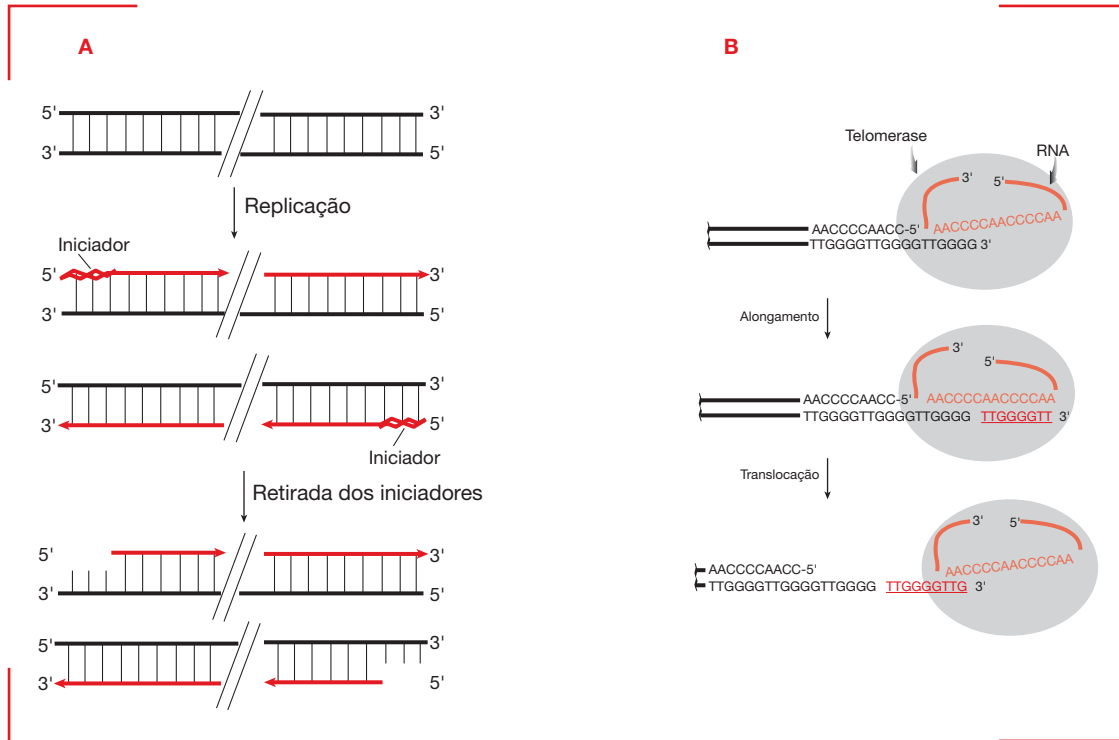 A
5' 3'
3' 5'
Replicação
Iniciador
5' 3'
3' 5'
3'
3' 5'
Iniciador
Retirada dos iniciadores
5' 3'
3' 5'
5' 3'
3' 5'
B
Telomerase
RNA
3' 5'
AACCCCAACC-5' AACCCCAACCCCAA
TTGGGGTTGGGGTTGGGG 3'
Alongamento
3'
5'
AACCCCAACC-5' AACCCCAACCCCAA
TTGGGGTTGGGGTTGGGG TTGGGGTT 3'
Translocação
3' 5'
AACCCCAACCCCAA
AACCCCAACC-5'
TTGGGGTTGGGGTTGGGG TTGGGGTTG 3'